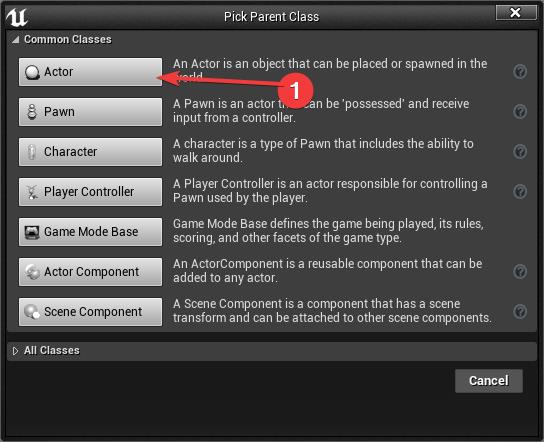 Pick Parent Class
Common Classes
Actor
An Actor is an object that can be placed or spawned in the
world.
1
Pawn
A Pawn is an actor that can be 'possessed' and receive
input from a controller.
Character
A character is a type of Pawn that includes the ability to
walk around.
Player Controller
A Player Controller is an actor responsible for controlling a
Pawn used by the player.
Game Mode Base
Game Mode Base defines the game being played, its rules,
scoring, and other facets of the game type.
Actor Component
An ActorComponent is a reusable component that can be
added to any actor.
Scene Component
A Scene Component is a component that has a scene
transform and can be attached to other scene components.
All Classes
Cancel